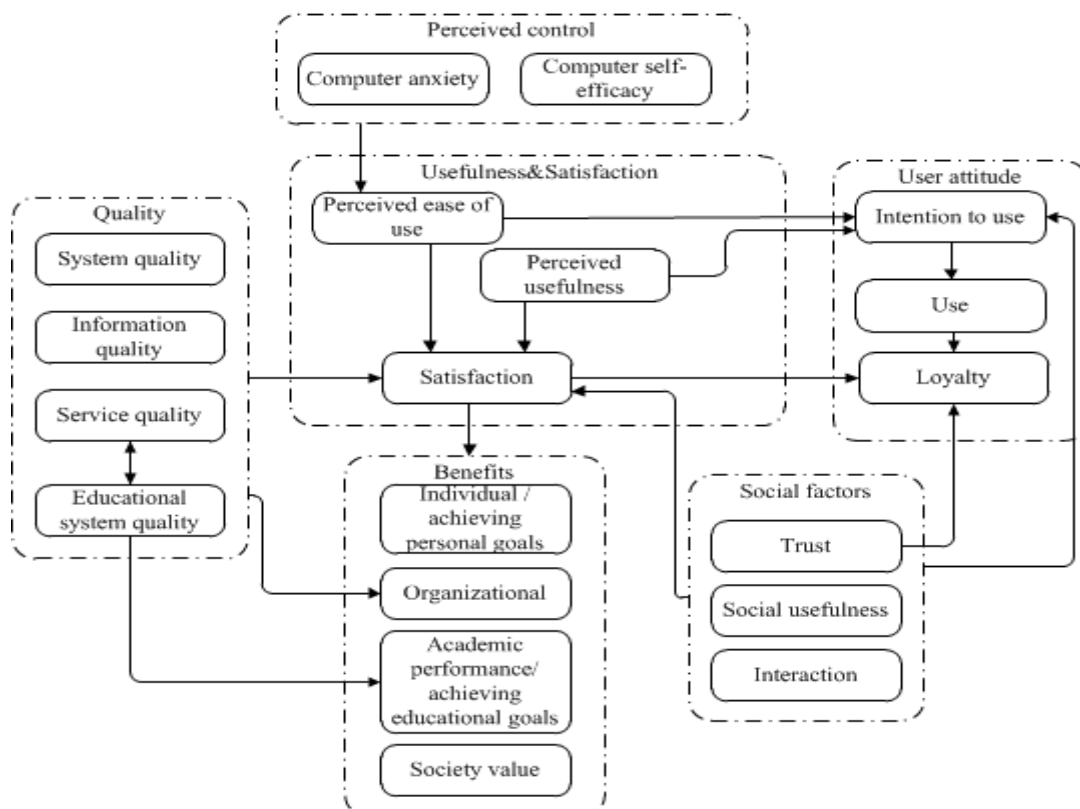 Perceived control
Computer anxiety
Computer self-
efficacy
Usefulness&Satisfaction
Perceived ease of
use
Perceived
usefulness
Satisfaction
User attitude
Intention to use
Use
Loyalty
Quality
System quality
Information
quality
Service quality
Educational
system quality
Benefits
Individual /
achieving
personal goals
Organizational
Academic
performance/
achieving
educational goals
Society value
Social factors
Trust
Social usefulness
Interaction